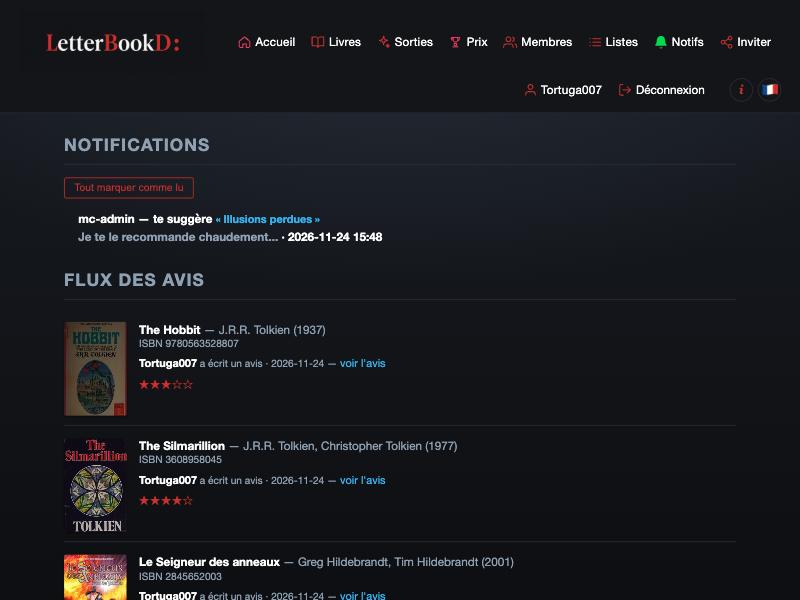 LetterBookD:
Accueil
Livres
Sorties
Prix
Membres
Listes
Notifs
Inviter
Tortuga007
Déconnexion
i
NOTIFICATIONS
Tout marquer comme lu
mc-admin — te suggère « Illusions perdues »
Je te le recommande chaudement... · 2026-11-24 15:48
FLUX DES AVIS
THE HOBBIT
J.R.R. TOLKIEN
The Hobbit — J.R.R. Tolkien (1937)
ISBN 9780563528807
Tortuga007 a écrit un avis · 2026-11-24 — voir l'avis
★★★☆☆
The Silmarillion
TOLKIEN
The Silmarillion — J.R.R. Tolkien, Christopher Tolkien (1977)
ISBN 3608958045
Tortuga007 a écrit un avis · 2026-11-24 — voir l'avis
★★★★☆
Le Seigneur des anneaux — Greg Hildebrandt, Tim Hildebrandt (2001)
ISBN 2845652003
Tortuga007 a écrit un avis · 2026-11-24 — voir l'avis